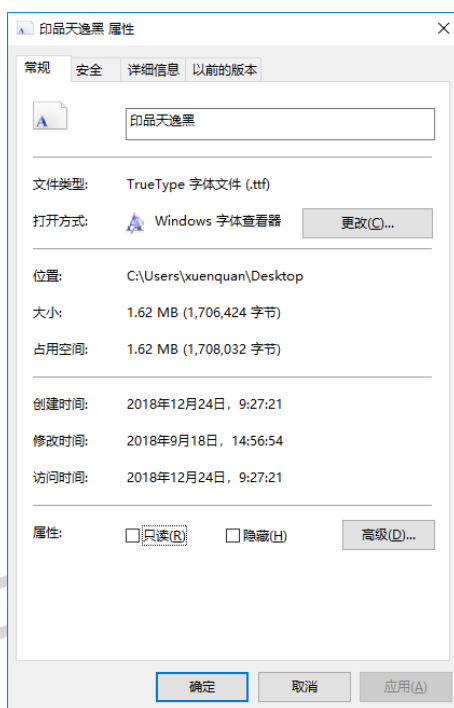 印品天逸黑 属性
常规 安全 详细信息 以前的版本
印品天逸黑
文件类型: TrueType 字体文件 (.ttf)
打开方式: Windows 字体查看器 更改(C)...
位置: C:\Users\xuenquan\Desktop
大小: 1.62 MB (1,706,424 字节)
占用空间: 1.62 MB (1,708,032 字节)
创建时间: 2018年12月24日，9:27:21
修改时间: 2018年9月18日，14:56:54
访问时间: 2018年12月24日，9:27:21
属性: 只读(R) 隐藏(H) 高级(D)...
确定 取消 应用(A)